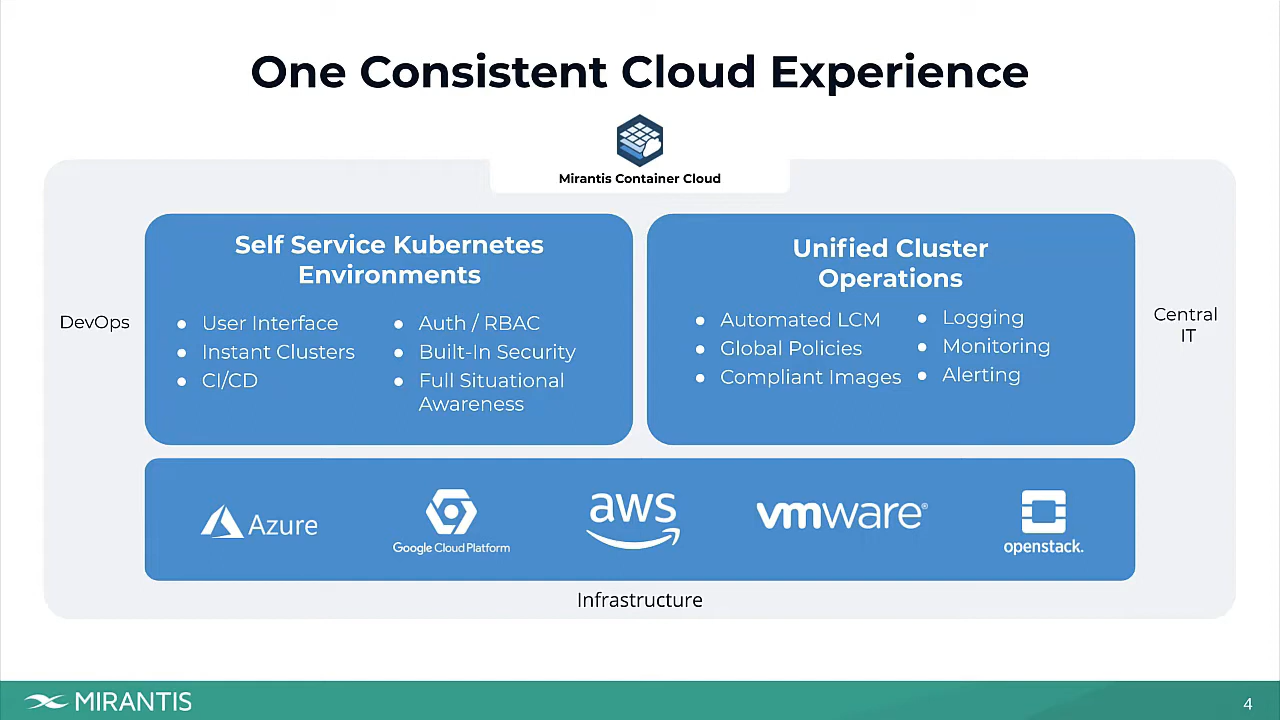 One Consistent Cloud Experience
Mirantis Container Cloud
DevOps
Self Service Kubernetes
Environments
● User Interface
● Instant Clusters
● CI/CD
● Auth / RBAC
● Built-In Security
● Full Situational
Awareness
Unified Cluster
Operations
● Automated LCM
● Global Policies
● Compliant Images
● Logging
● Monitoring
● Alerting
Central
IT
Azure
Google Cloud Platform
aws
vmware®
openstack.
Infrastructure
MIRANTIS
4